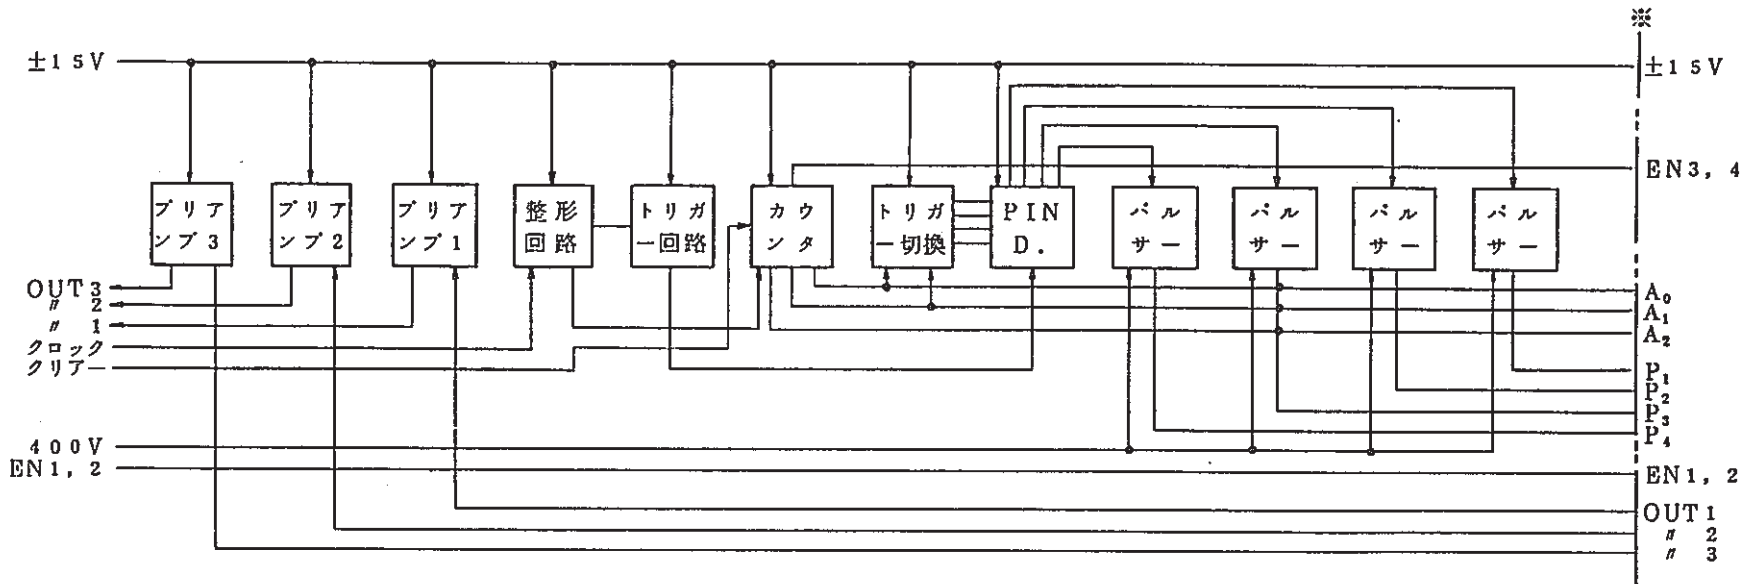 ※
±15V
±15V
EN3, 4
プリア
ンプ3
プリア
ンプ2
プリア
ンプ1
整形
回路
トリガ
ー回路
カウ
ンタ
トリガ
ー切換
PIN
D.
パル
サー
パル
サー
パル
サー
パル
サー
OUT3
〃 2
〃 1
クロック
クリアー
A₀
A₁
A₂
P₁
P₂
P₃
P₄
400V
EN1, 2
EN1, 2
OUT1
〃 2
〃 3